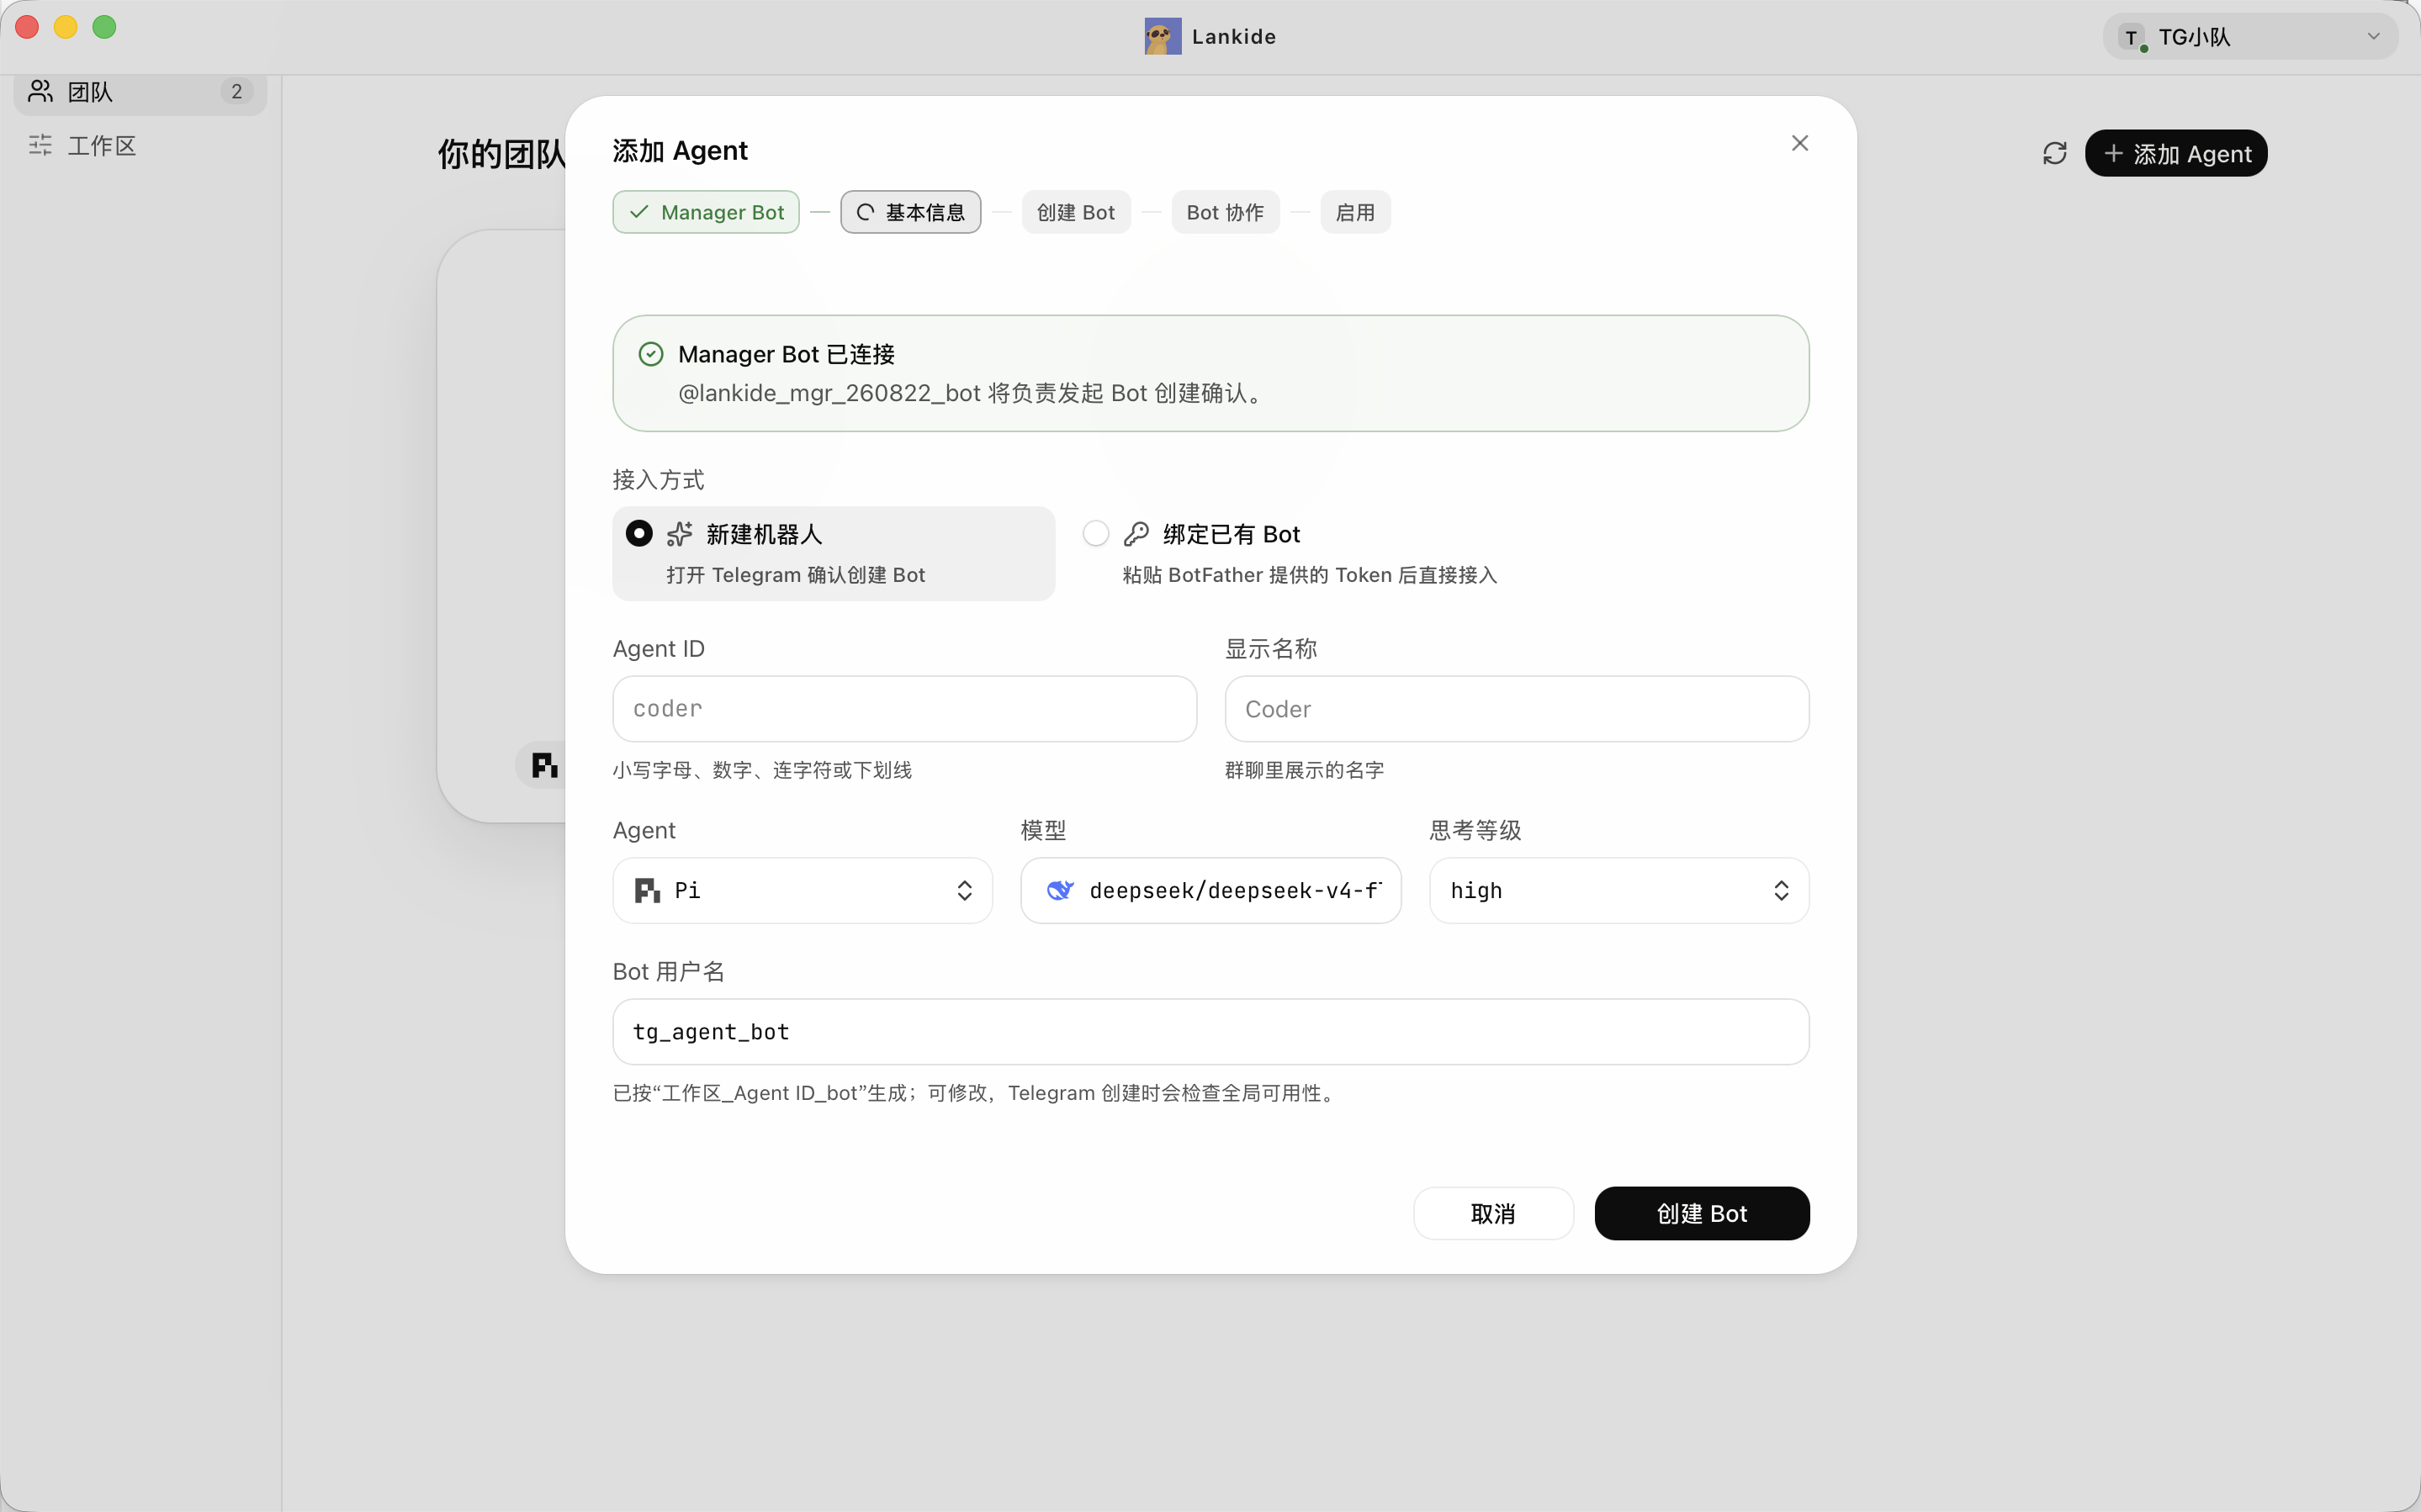 Lankide
T
TG小队
团队
2
工作区
你的团队
添加 Agent
添加 Agent
Manager Bot
基本信息
创建 Bot
Bot 协作
启用
Manager Bot 已连接
@lankide_mgr_260822_bot 将负责发起 Bot 创建确认。
接入方式
新建机器人
打开 Telegram 确认创建 Bot
绑定已有 Bot
粘贴 BotFather 提供的 Token 后直接接入
Agent ID
显示名称
coder
Coder
小写字母、数字、连字符或下划线
群聊里展示的名字
Agent
模型
思考等级
Pi
deepseek/deepseek-v4-f
high
Bot 用户名
tg_agent_bot
已按“工作区_Agent ID_bot”生成；可修改，Telegram 创建时会检查全局可用性。
取消
创建 Bot